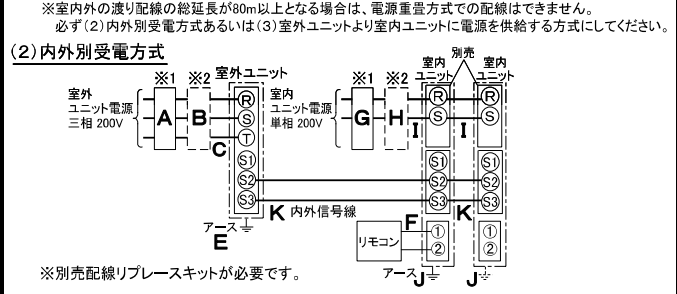 ※室内外の渡り配線の総延長が80m以上となる場合は、電源重畳方式での配線はできません。
必ず(2)内外別受電方式あるいは(3)室外ユニットより室内ユニットに電源を供給する方式にしてください。
(2)内外別受電方式
※1 ※2 室外ユニット
室外
ユニット電源
三相 200V
A B C
R
S
T
S1
S2
S3
アース
E
K 内外信号線
別売
※1 ※2 室内
ユニット
室内
ユニット
室内
ユニット電源
単相 200V
G H I I
R
S
R
S
S1
S2
S3
S1
S2
S3
K
F
リモコン
①
②
①
②
アース J J
※別売配線リプレースキットが必要です。